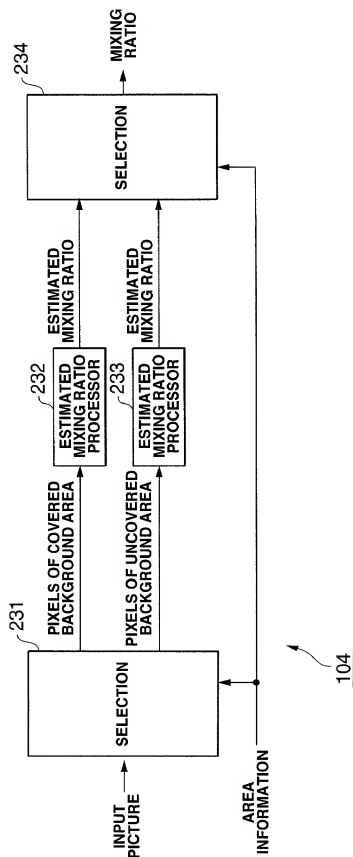 INPUT
PICTURE
AREA
INFORMATION
231
SELECTION
PIXELS OF COVERED
BACKGROUND AREA
PIXELS OF UNCOVERED
BACKGROUND AREA
232
ESTIMATED
MIXING RATIO
PROCESSOR
233
ESTIMATED
MIXING RATIO
PROCESSOR
ESTIMATED
MIXING RATIO
ESTIMATED
MIXING RATIO
234
SELECTION
MIXING
RATIO
104